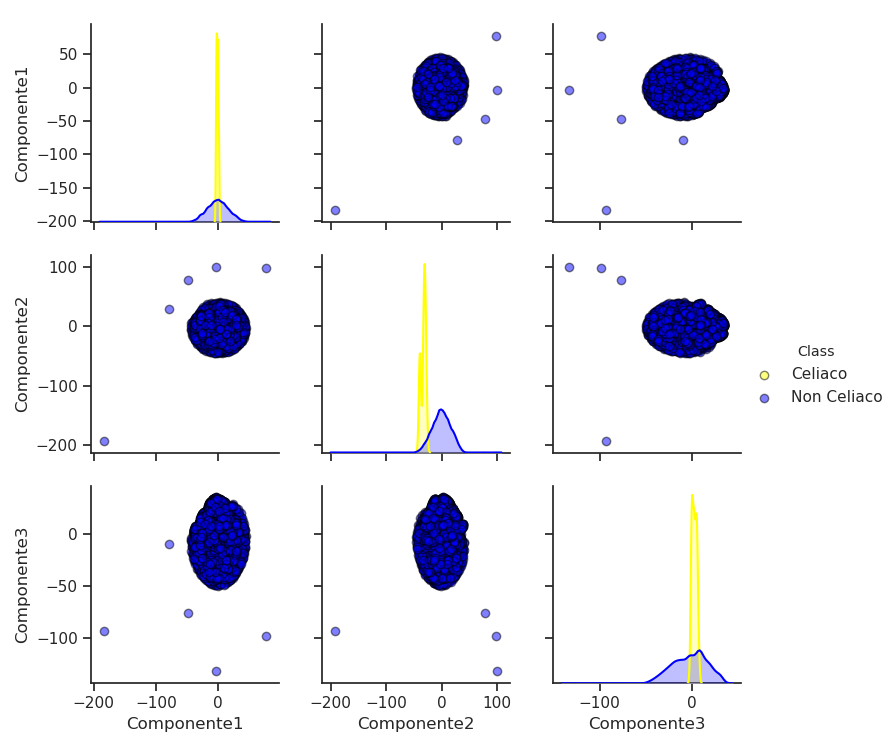 Componente1
50
0
−50
−100
−150
−200
Componente2
100
0
−100
−200
Class
Celiaco
Non Celiaco
Componente3
0
−50
−100
−200 −100 0
−200 −100 0 100
−100 0
Componente1 Componente2 Componente3